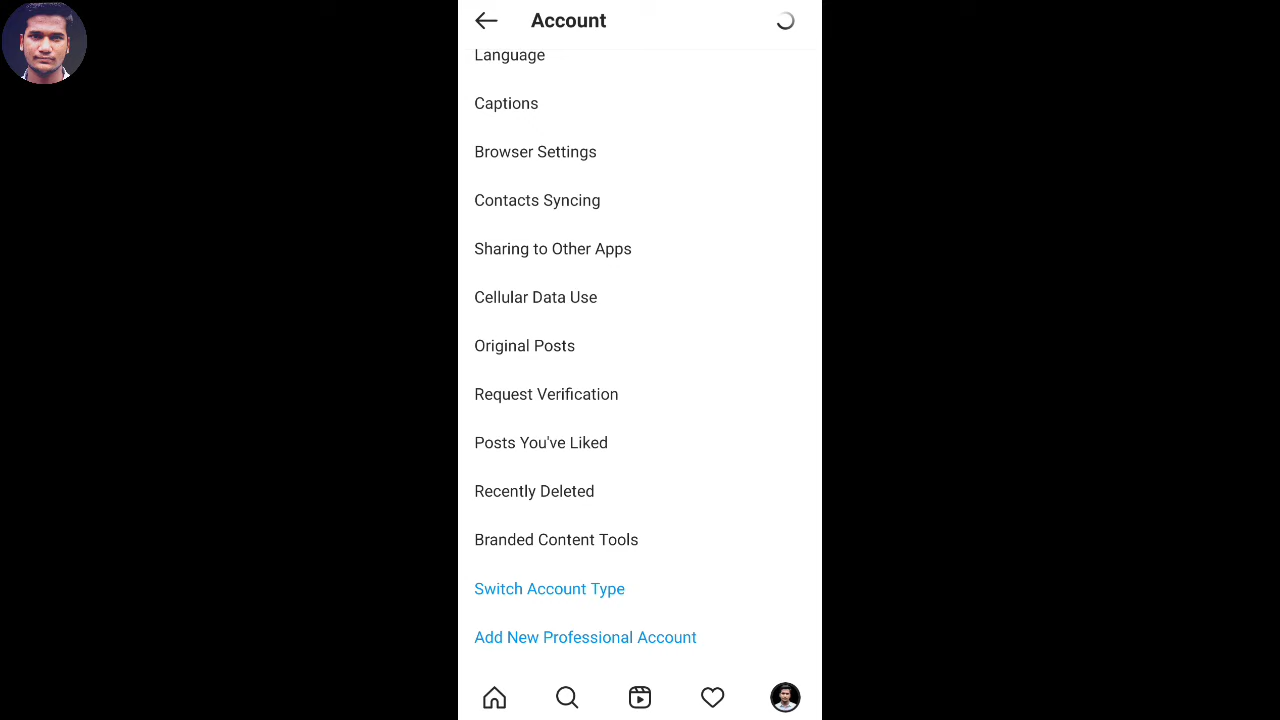 Account
Language
Captions
Browser Settings
Contacts Syncing
Sharing to Other Apps
Cellular Data Use
Original Posts
Request Verification
Posts You've Liked
Recently Deleted
Branded Content Tools
Switch Account Type
Add New Professional Account